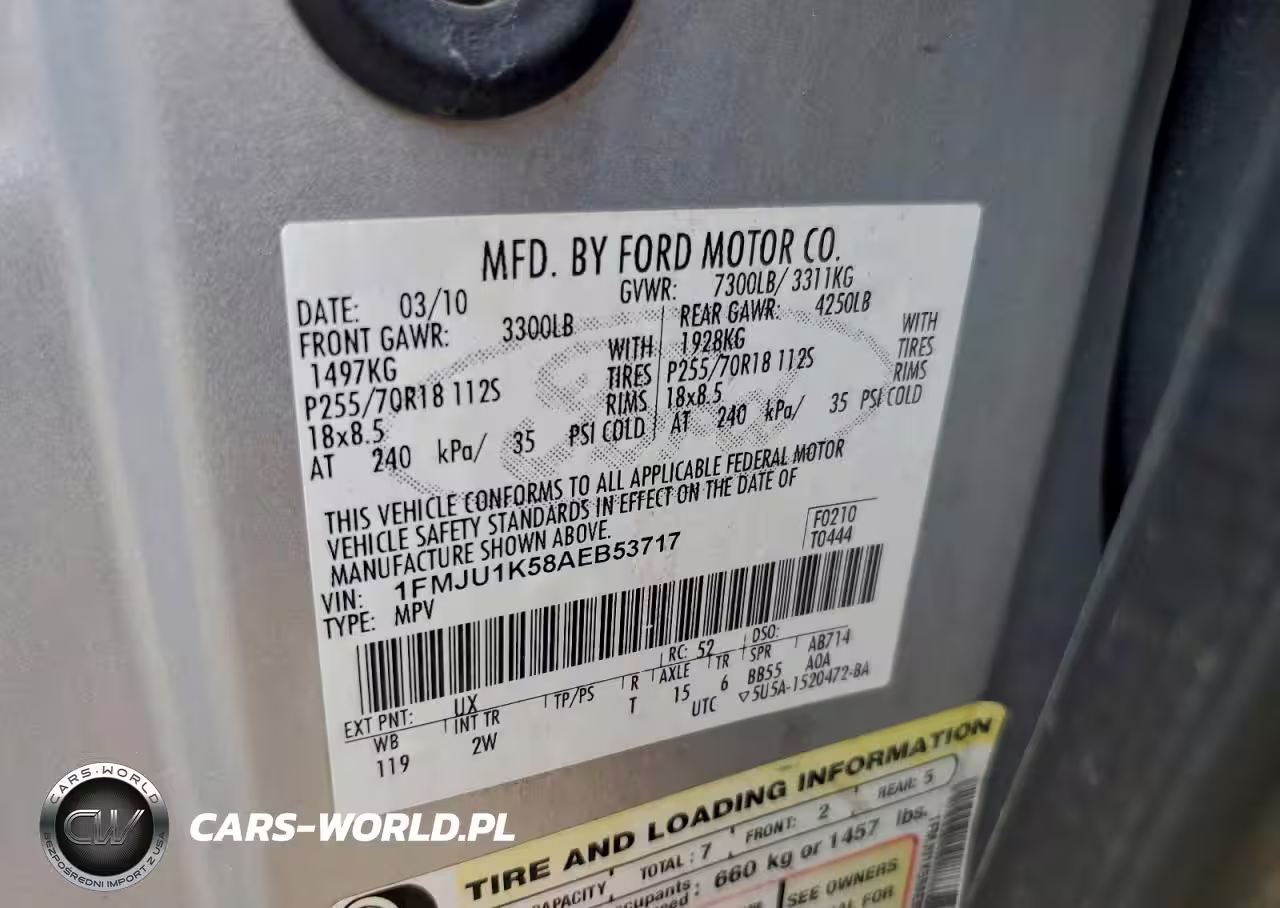 MFD. BY FORD MOTOR CO.
DATE: 03/10 GVWR: 7300LB/ 3311KG
FRONT GAWR: 3300LB REAR GAWR: 4250LB
1497KG WITH 1928KG WITH
P255/70R18 112S TIRES P255/70R18 112S TIRES
18x8.5 RIMS 18x8.5 RIMS
AT 240 kPa/ 35 PSI COLD AT 240 kPa/ 35 PSI COLD
THIS VEHICLE CONFORMS TO ALL APPLICABLE FEDERAL MOTOR
VEHICLE SAFETY STANDARDS IN EFFECT ON THE DATE OF
MANUFACTURE SHOWN ABOVE.
F0210
T0444
VIN: 1FMJU1K58AEB53717
TYPE: MPV
EXT PNT: UX RC: 52 DSO:
WB INT TR TP/PS R AXLE TR SPR AB714
119 2W T 15 6 BB55 A0A
UTC ▽5U5A-1520472-BA
TIRE AND LOADING INFORMATION
CAPACITY TOTAL: 7 FRONT: 2 REAR: 5
660 kg or 1457 lbs.
SEE OWNERS
FOR
CARS-WORLD
CW
BEZPOŚREDNI IMPORT Z USA
CARS-WORLD.PL